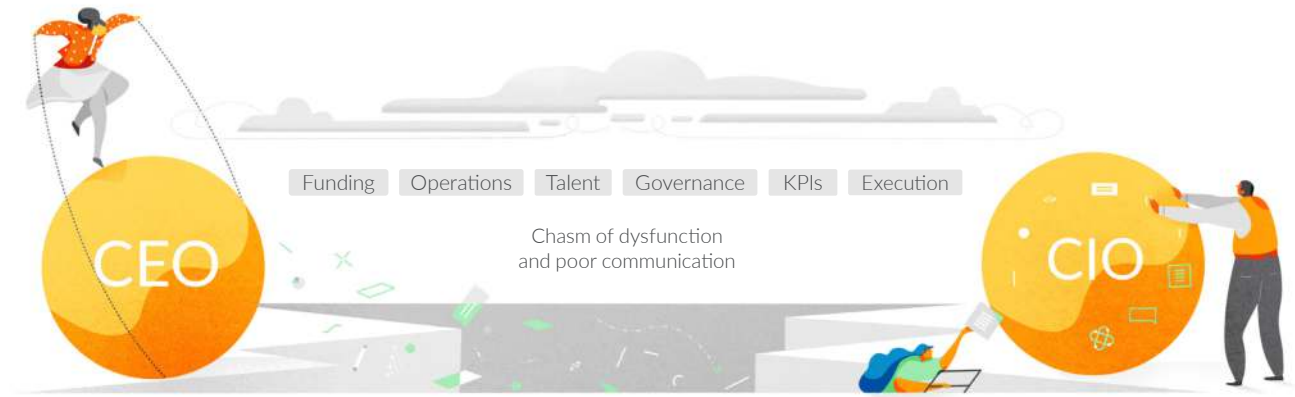 Funding Operations Talent Governance KPIs Execution
CEO
Chasm of dysfunction
and poor communication
CIO